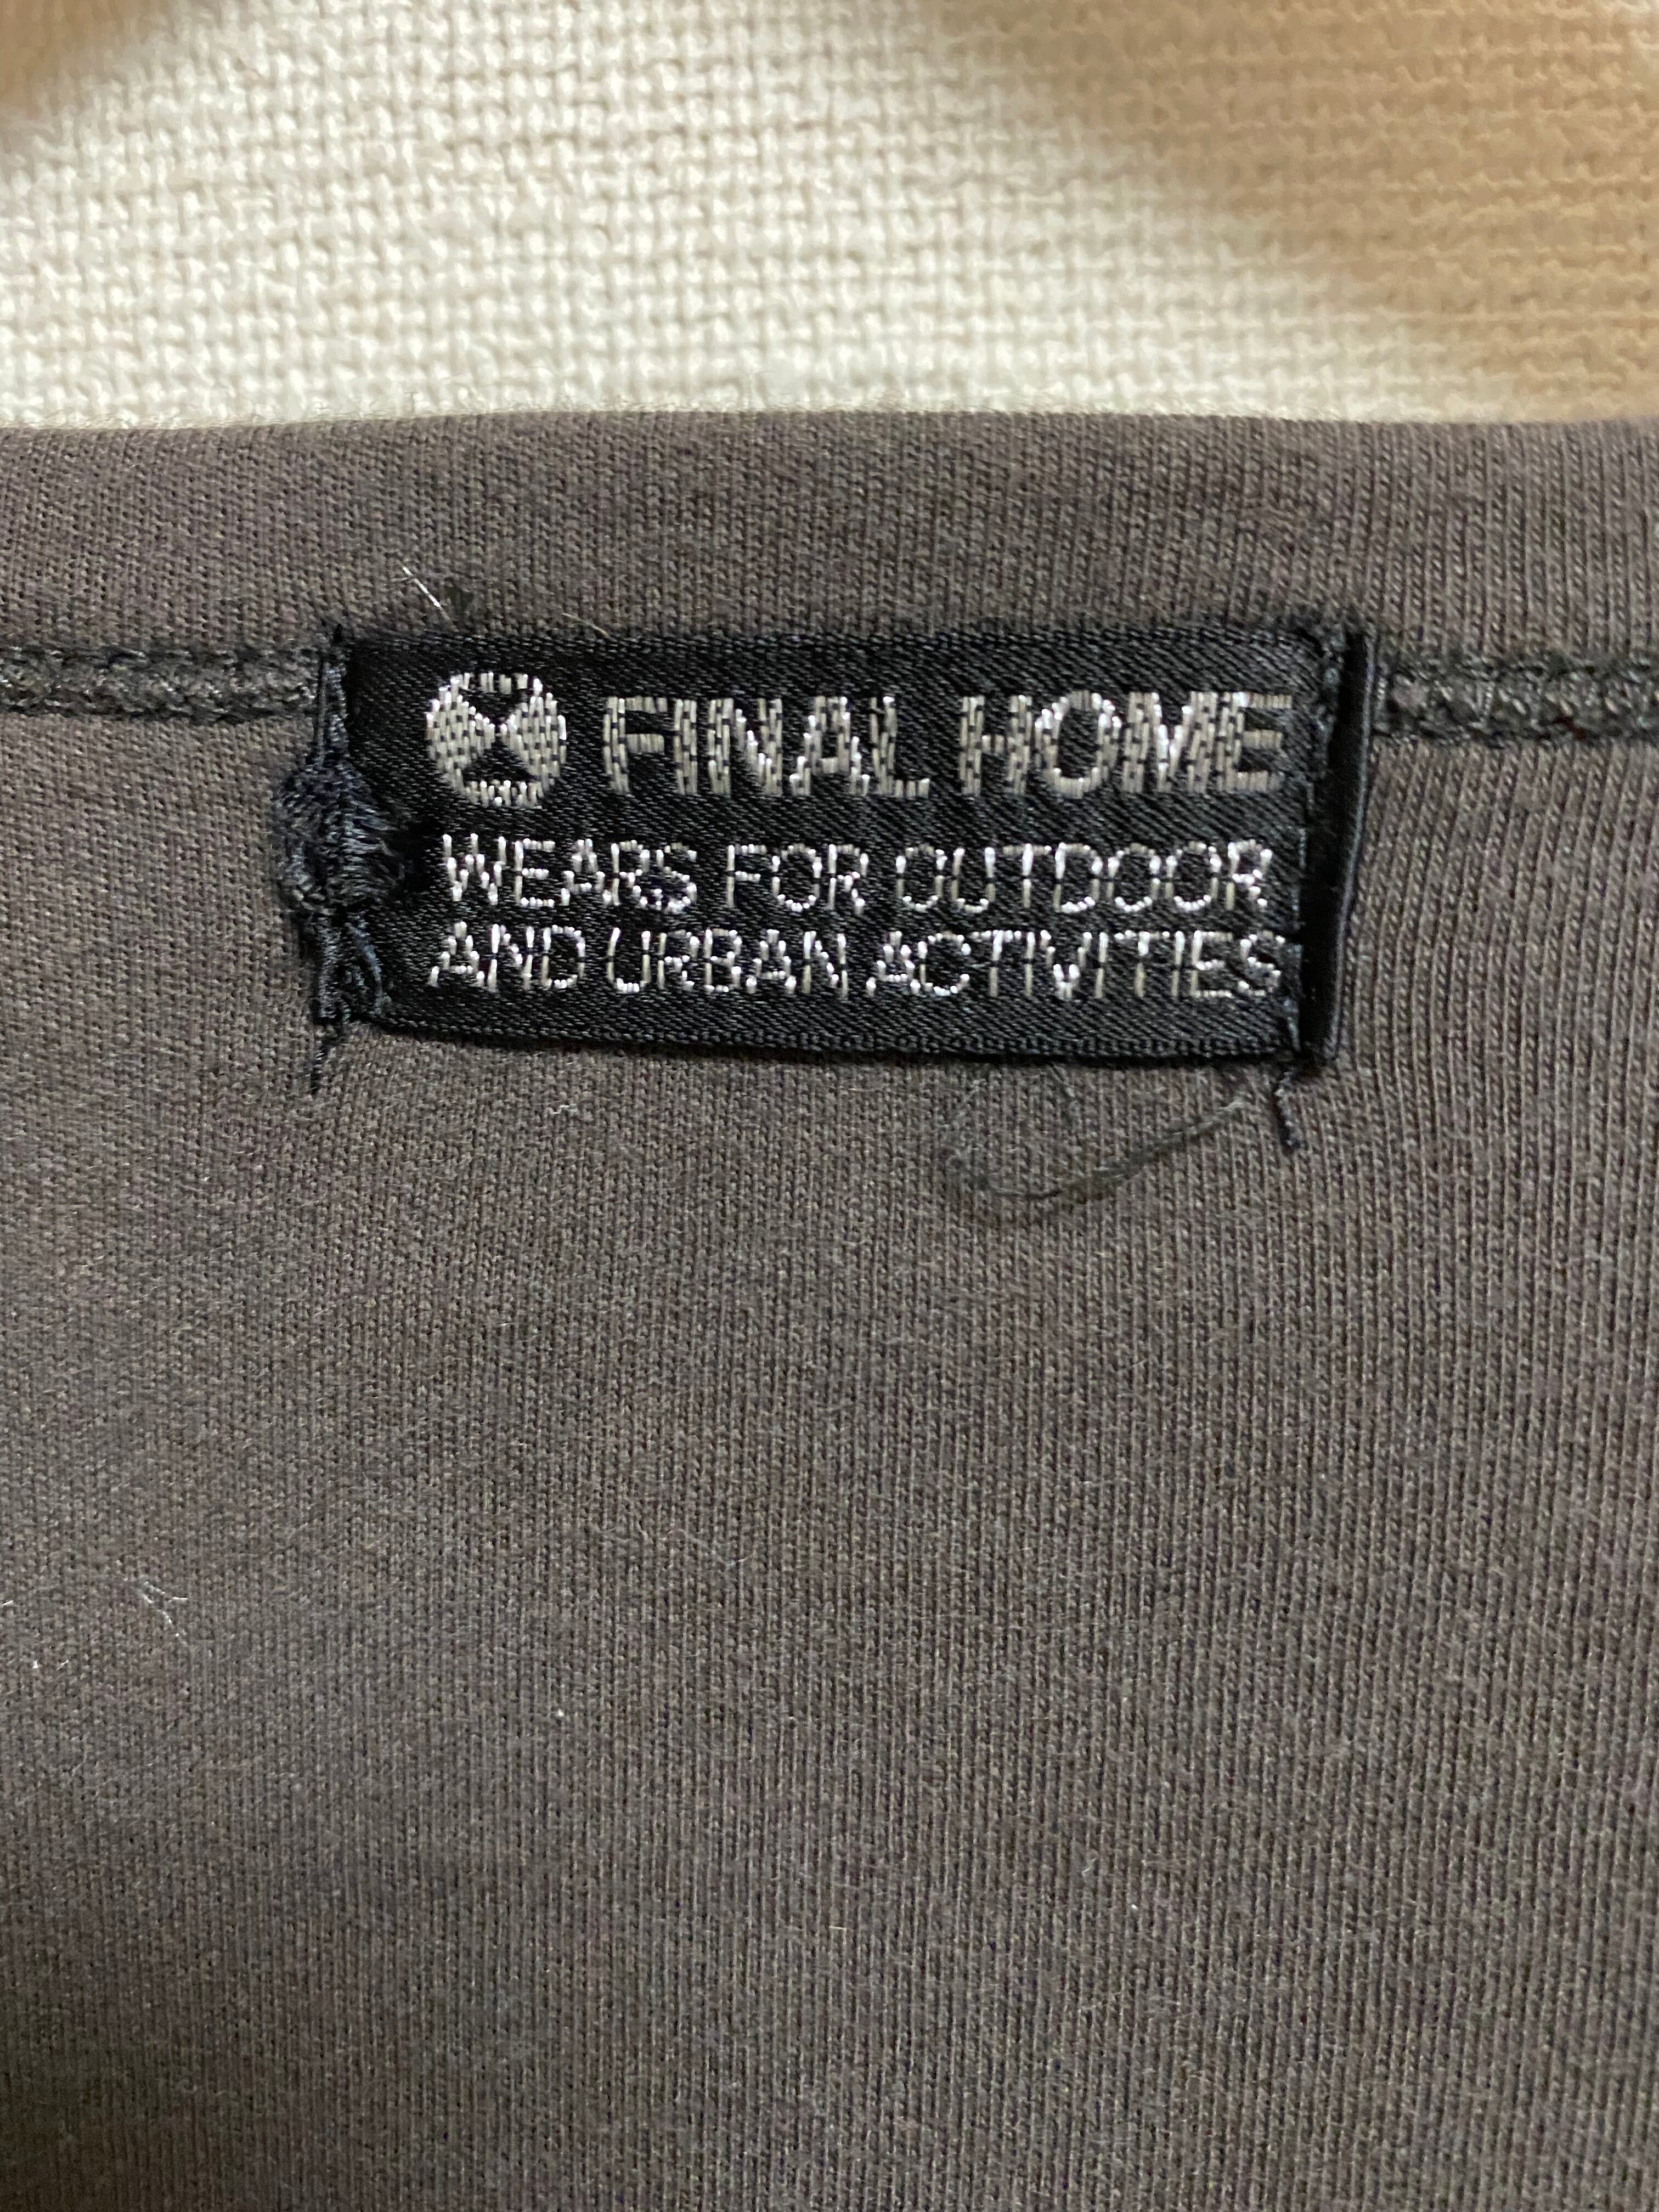 FINAL HOME
WEARS FOR OUTDOOR
AND URBAN ACTIVITIES